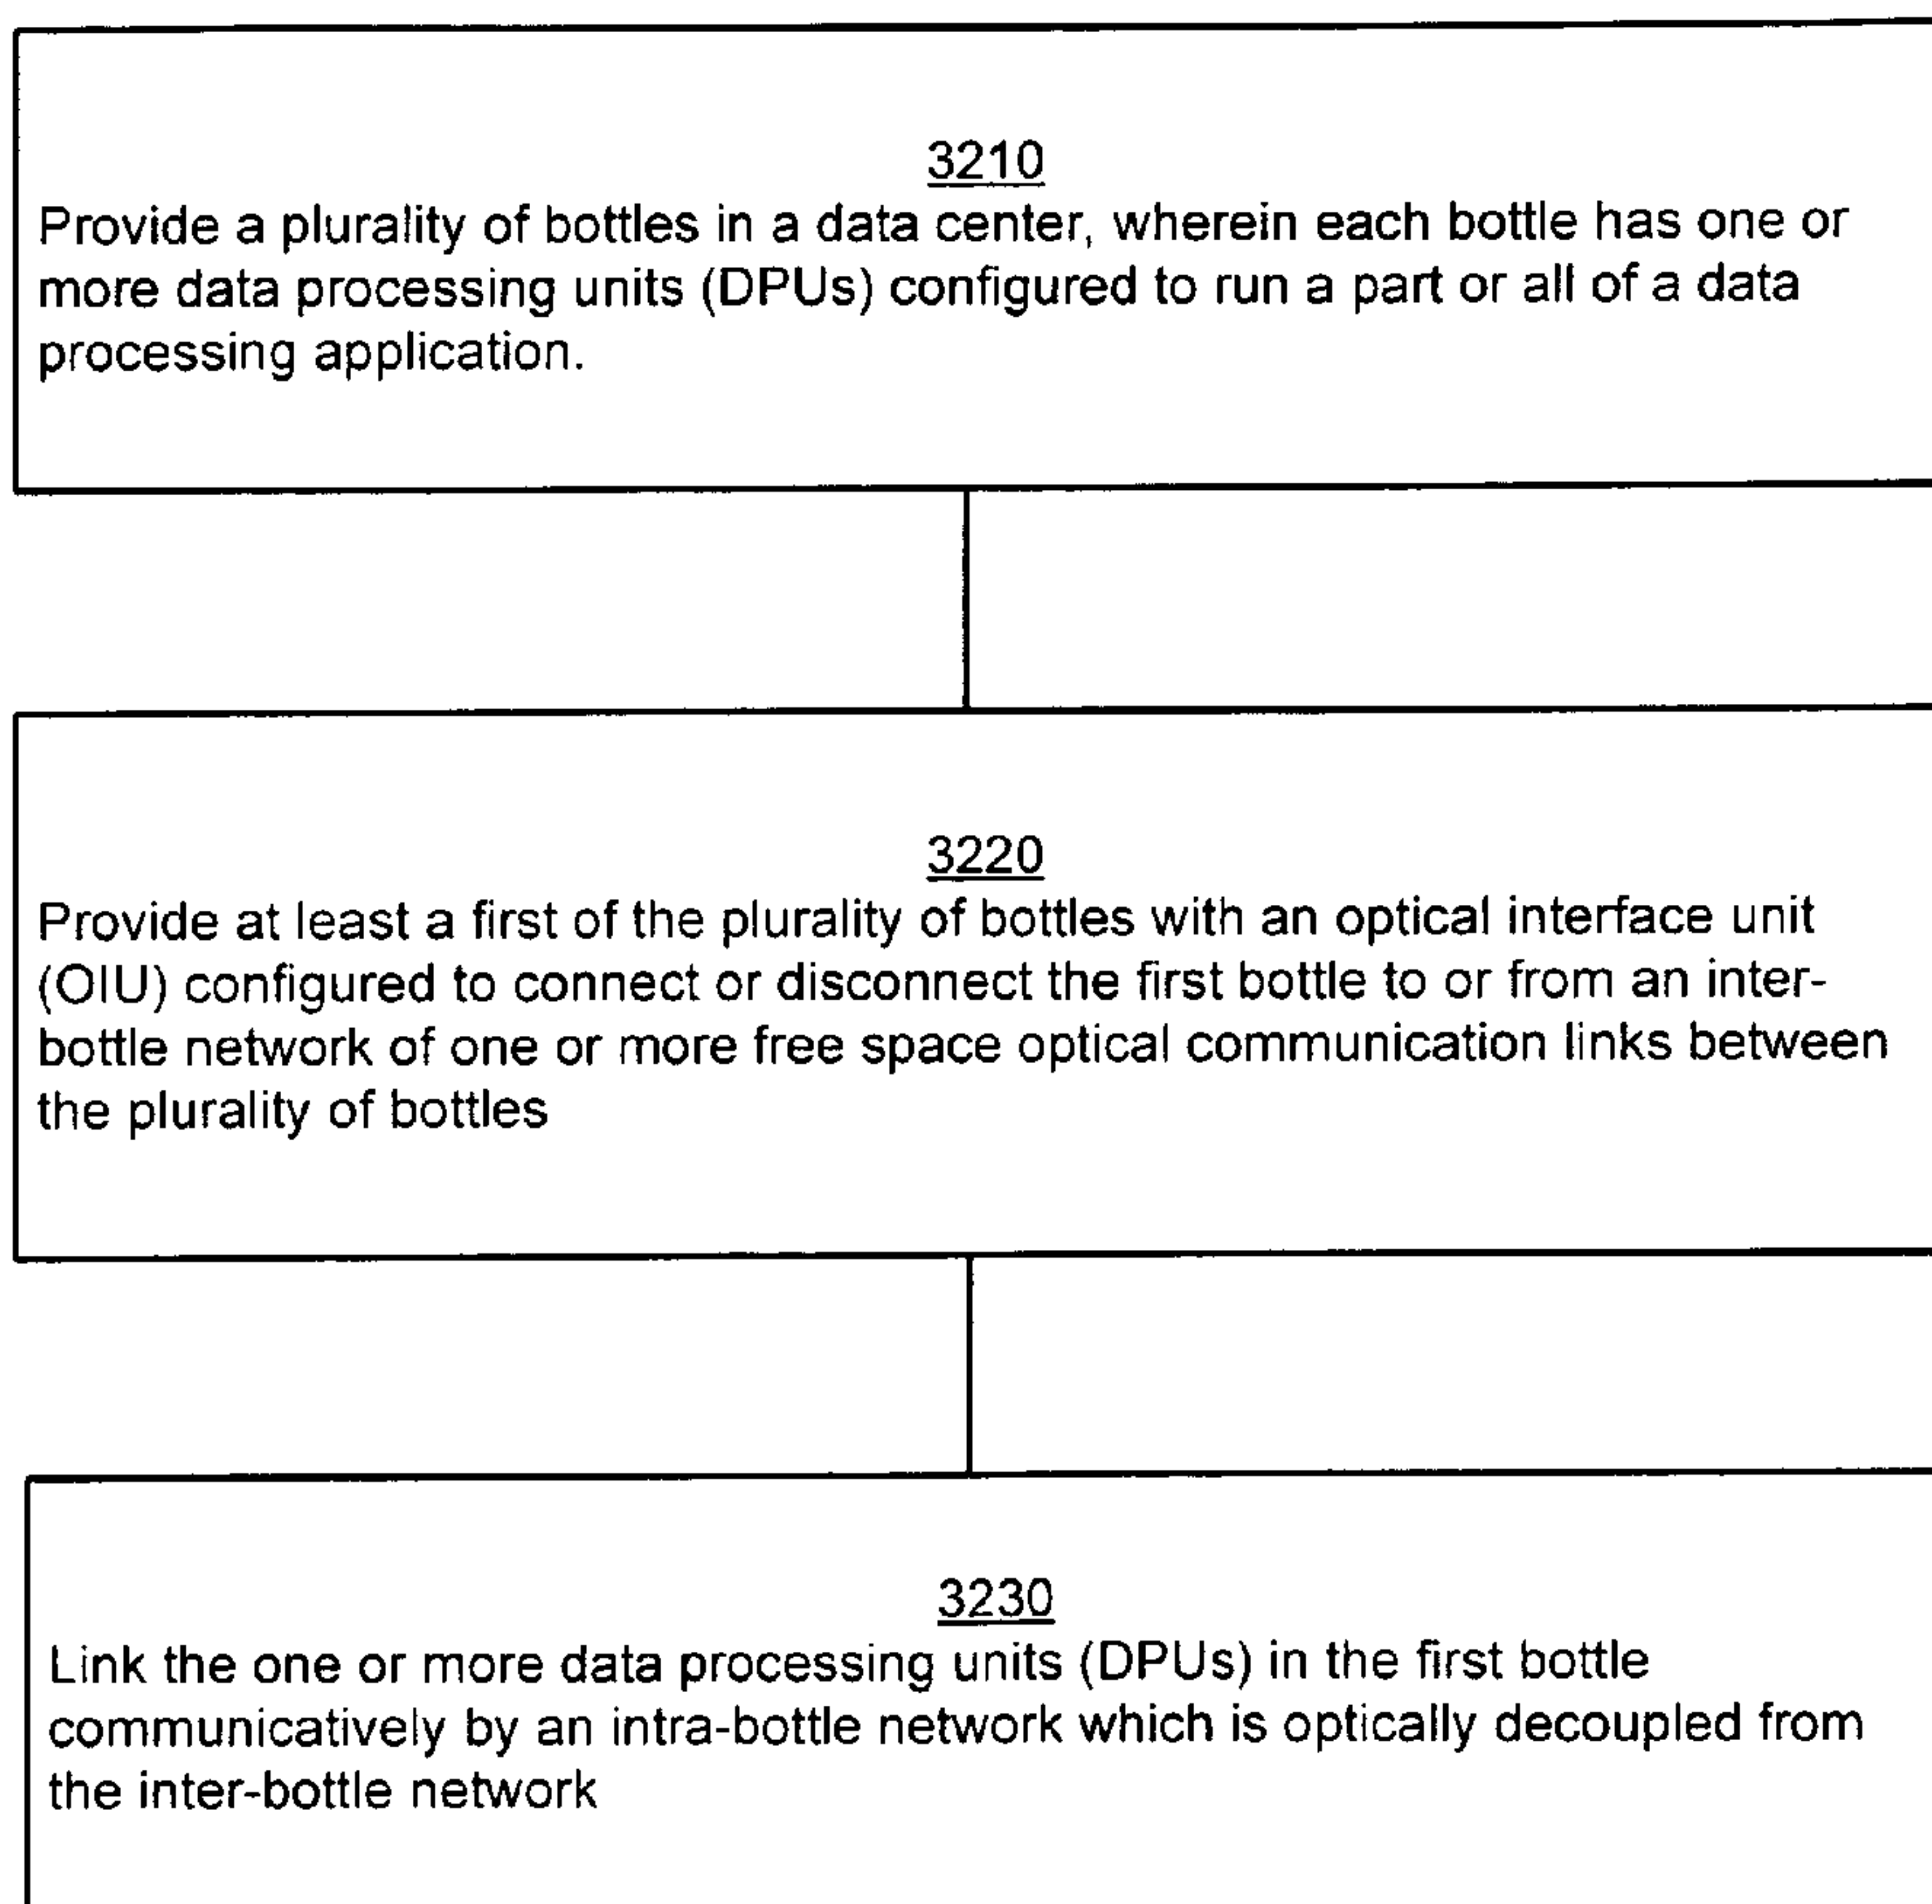 3210
Provide a plurality of bottles in a data center, wherein each bottle has one or
more data processing units (DPUs) configured to run a part or all of a data
processing application.
3220
Provide at least a first of the plurality of bottles with an optical interface unit
(OIU) configured to connect or disconnect the first bottle to or from an inter-
bottle network of one or more free space optical communication links between
the plurality of bottles
3230
Link the one or more data processing units (DPUs) in the first bottle
communicatively by an intra-bottle network which is optically decoupled from
the inter-bottle network